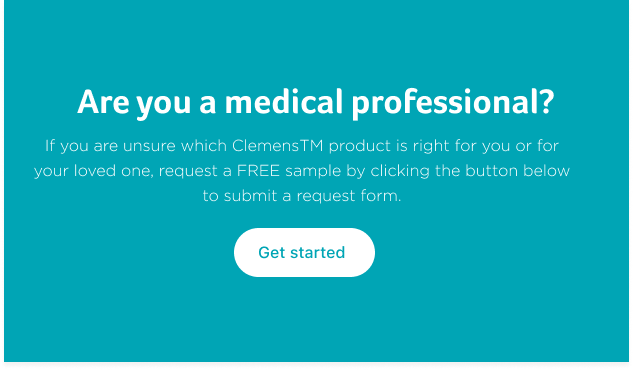 Are you a medical professional?
If you are unsure which ClemensTM product is right for you or for
your loved one, request a FREE sample by clicking the button below
to submit a request form.
Get started